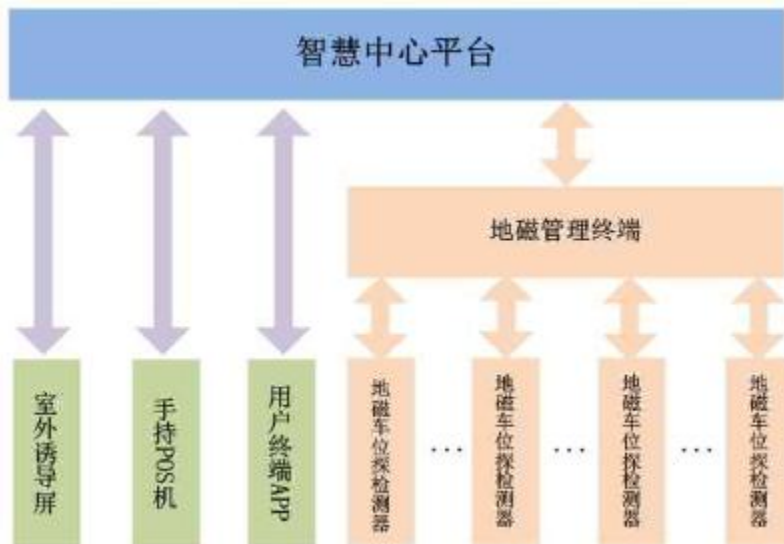 智慧中心平台
地磁管理终端
室外诱导屏
手持POS机
用户终端APP
地磁车位探检测器
...
地磁车位探检测器
...
地磁车位探检测器
...
地磁车位探检测器